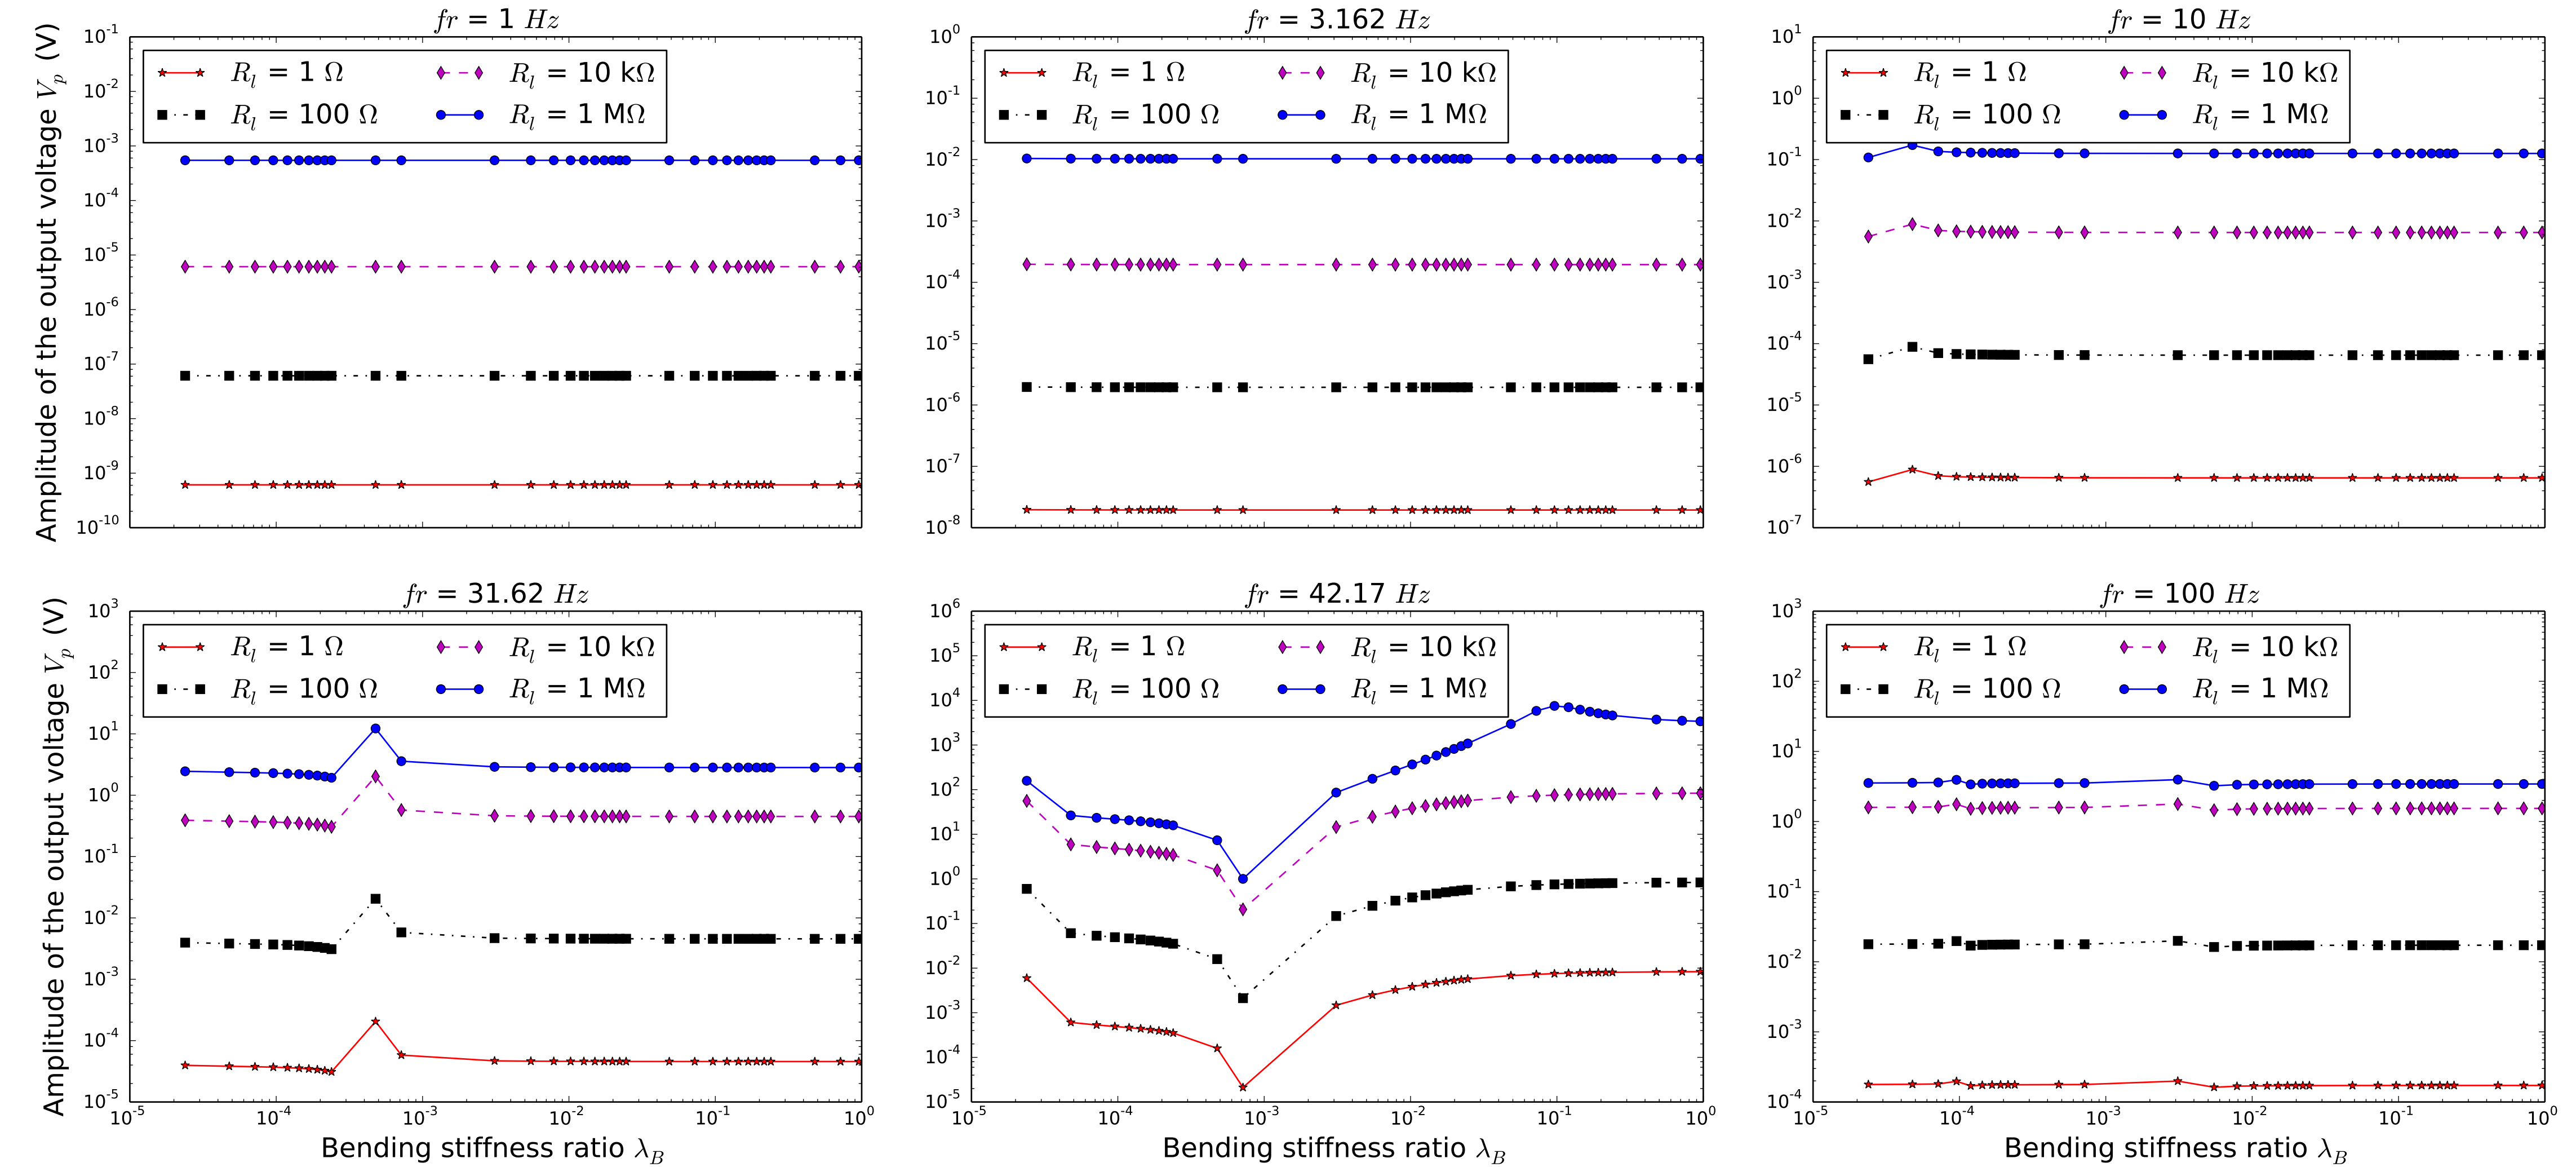 fr = 1 Hz
Amplitude of the output voltage V_p (V)
10^-1
10^-2
10^-3
10^-4
10^-5
10^-6
10^-7
10^-8
10^-9
10^-10
R_l = 1 Ω
R_l = 100 Ω
R_l = 10 kΩ
R_l = 1 MΩ
fr = 3.162 Hz
10^0
10^-1
10^-2
10^-3
10^-4
10^-5
10^-6
10^-7
10^-8
R_l = 1 Ω
R_l = 100 Ω
R_l = 10 kΩ
R_l = 1 MΩ
fr = 10 Hz
10^1
10^0
10^-1
10^-2
10^-3
10^-4
10^-5
10^-6
10^-7
R_l = 1 Ω
R_l = 100 Ω
R_l = 10 kΩ
R_l = 1 MΩ
fr = 31.62 Hz
Amplitude of the output voltage V_p (V)
10^3
10^2
10^1
10^0
10^-1
10^-2
10^-3
10^-4
10^-5
R_l = 1 Ω
R_l = 100 Ω
R_l = 10 kΩ
R_l = 1 MΩ
10^-5 10^-4 10^-3 10^-2 10^-1 10^0
Bending stiffness ratio λ_B
fr = 42.17 Hz
10^6
10^5
10^4
10^3
10^2
10^1
10^0
10^-1
10^-2
10^-3
10^-4
10^-5
R_l = 1 Ω
R_l = 100 Ω
R_l = 10 kΩ
R_l = 1 MΩ
10^-5 10^-4 10^-3 10^-2 10^-1 10^0
Bending stiffness ratio λ_B
fr = 100 Hz
10^3
10^2
10^1
10^0
10^-1
10^-2
10^-3
10^-4
R_l = 1 Ω
R_l = 100 Ω
R_l = 10 kΩ
R_l = 1 MΩ
10^-5 10^-4 10^-3 10^-2 10^-1 10^0
Bending stiffness ratio λ_B